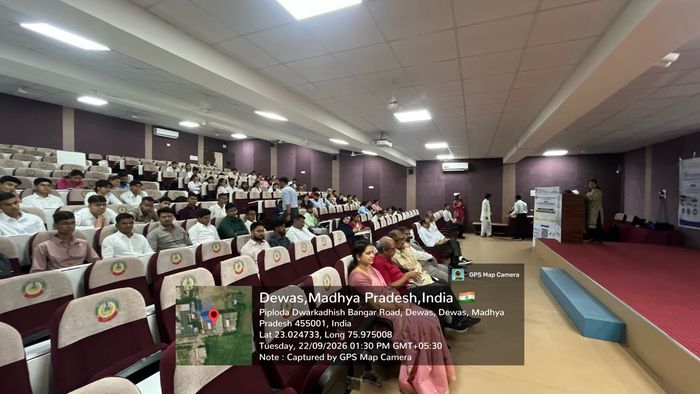 GPS Map Camera
Dewas,Madhya Pradesh,India 🇮🇳
Piploda Dwarkadhish Bangar Road, Dewas, Dewas, Madhya
Pradesh 455001, India
Lat 23.024733, Long 75.975008
Tuesday, 22/09/2026 01:30 PM GMT+05:30
Note : Captured by GPS Map Camera